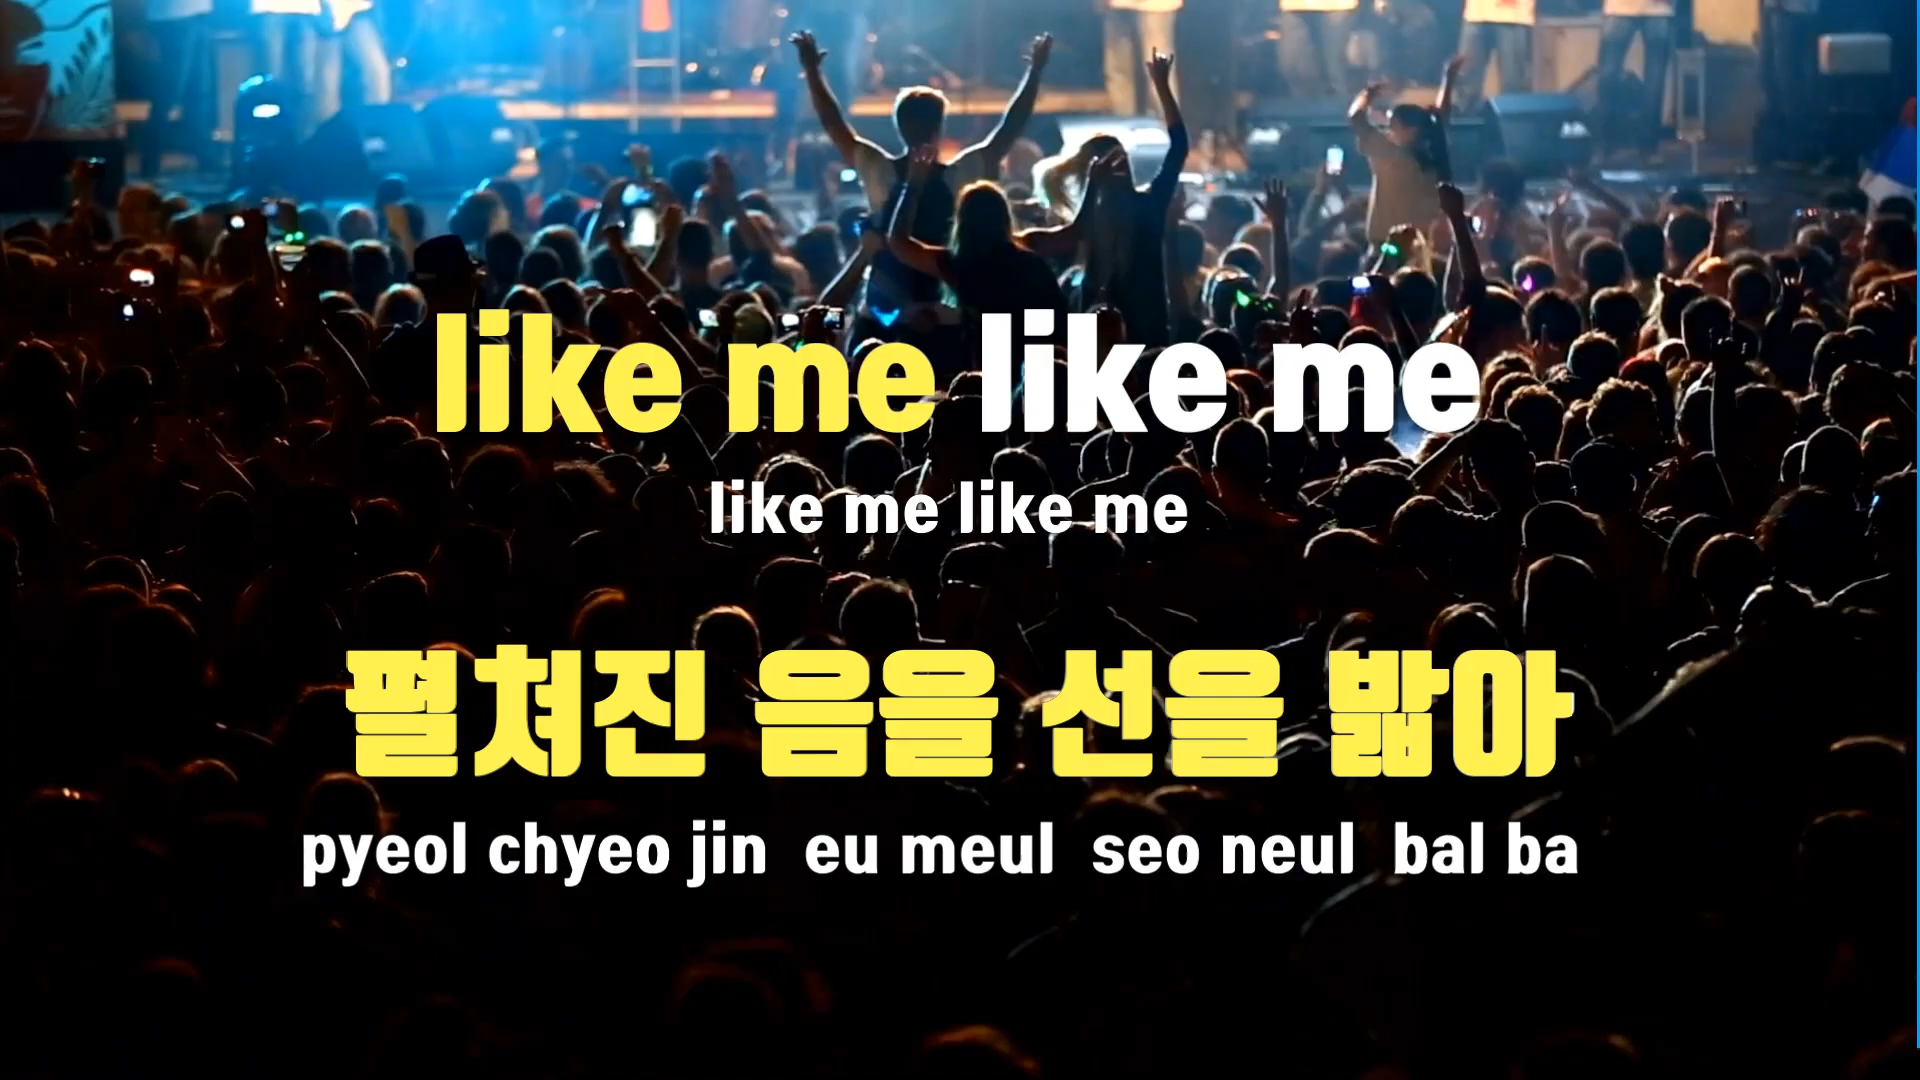 like me like me
like me like me
펼쳐진 음을 선을 밟아
pyeol chyeo jin eu meul seo neul bal ba